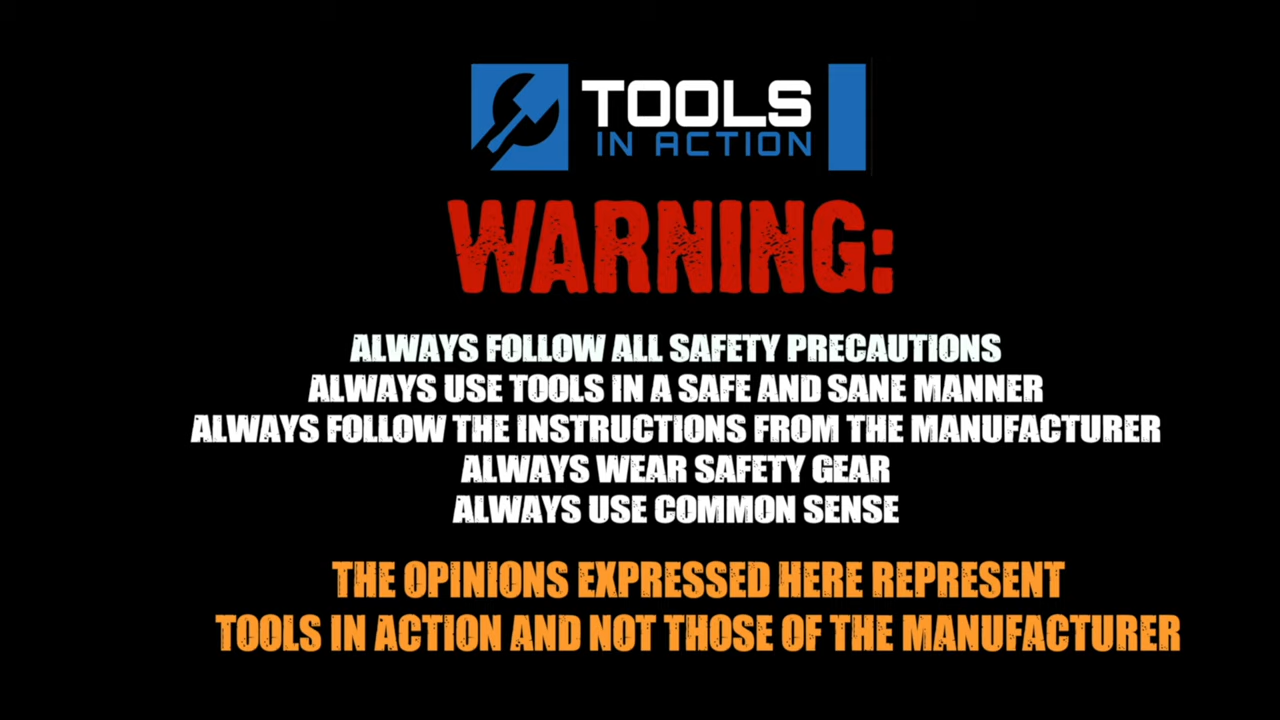 TOOLS
IN ACTION
WARNING:
ALWAYS FOLLOW ALL SAFETY PRECAUTIONS
ALWAYS USE TOOLS IN A SAFE AND SANE MANNER
ALWAYS FOLLOW THE INSTRUCTIONS FROM THE MANUFACTURER
ALWAYS WEAR SAFETY GEAR
ALWAYS USE COMMON SENSE
THE OPINIONS EXPRESSED HERE REPRESENT
TOOLS IN ACTION AND NOT THOSE OF THE MANUFACTURER